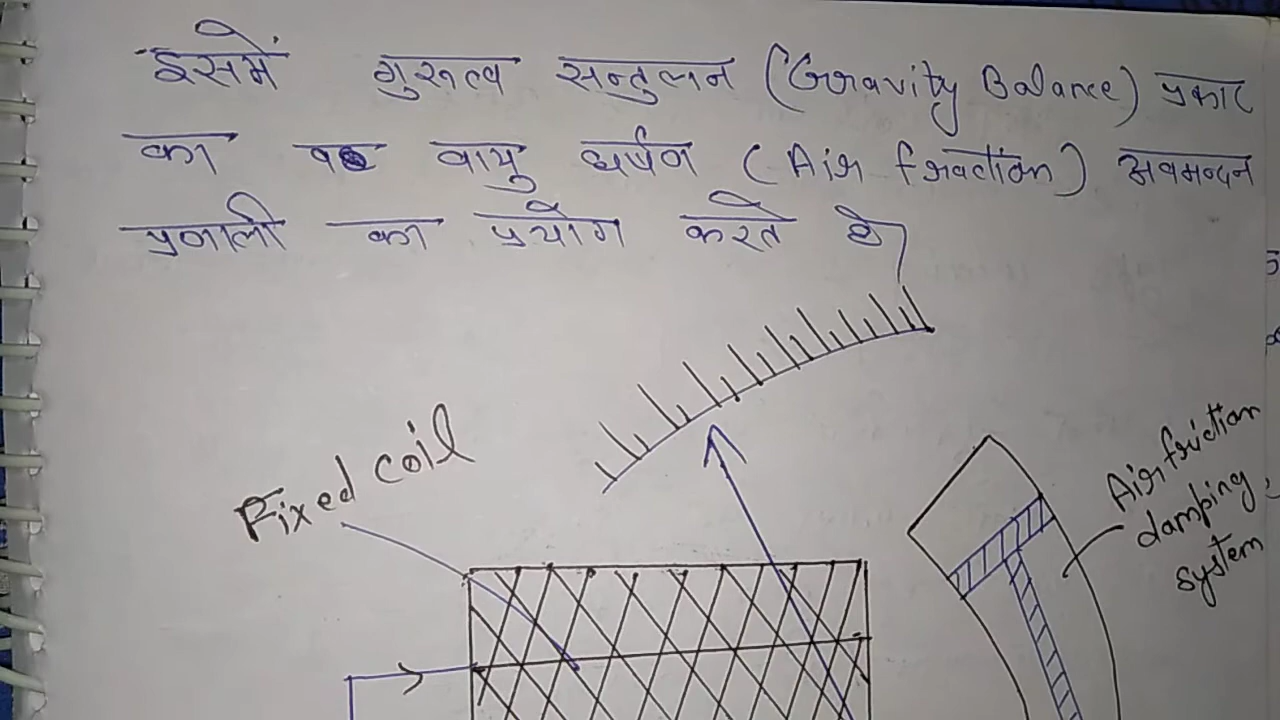 इसमें गुरुत्व सन्तुलन (Gravity Balance) प्रकार
का व वायु घर्षण (Air friction) अवमन्दन
प्रणाली का प्रयोग करते है।
Fixed coil
Air friction
damping
system